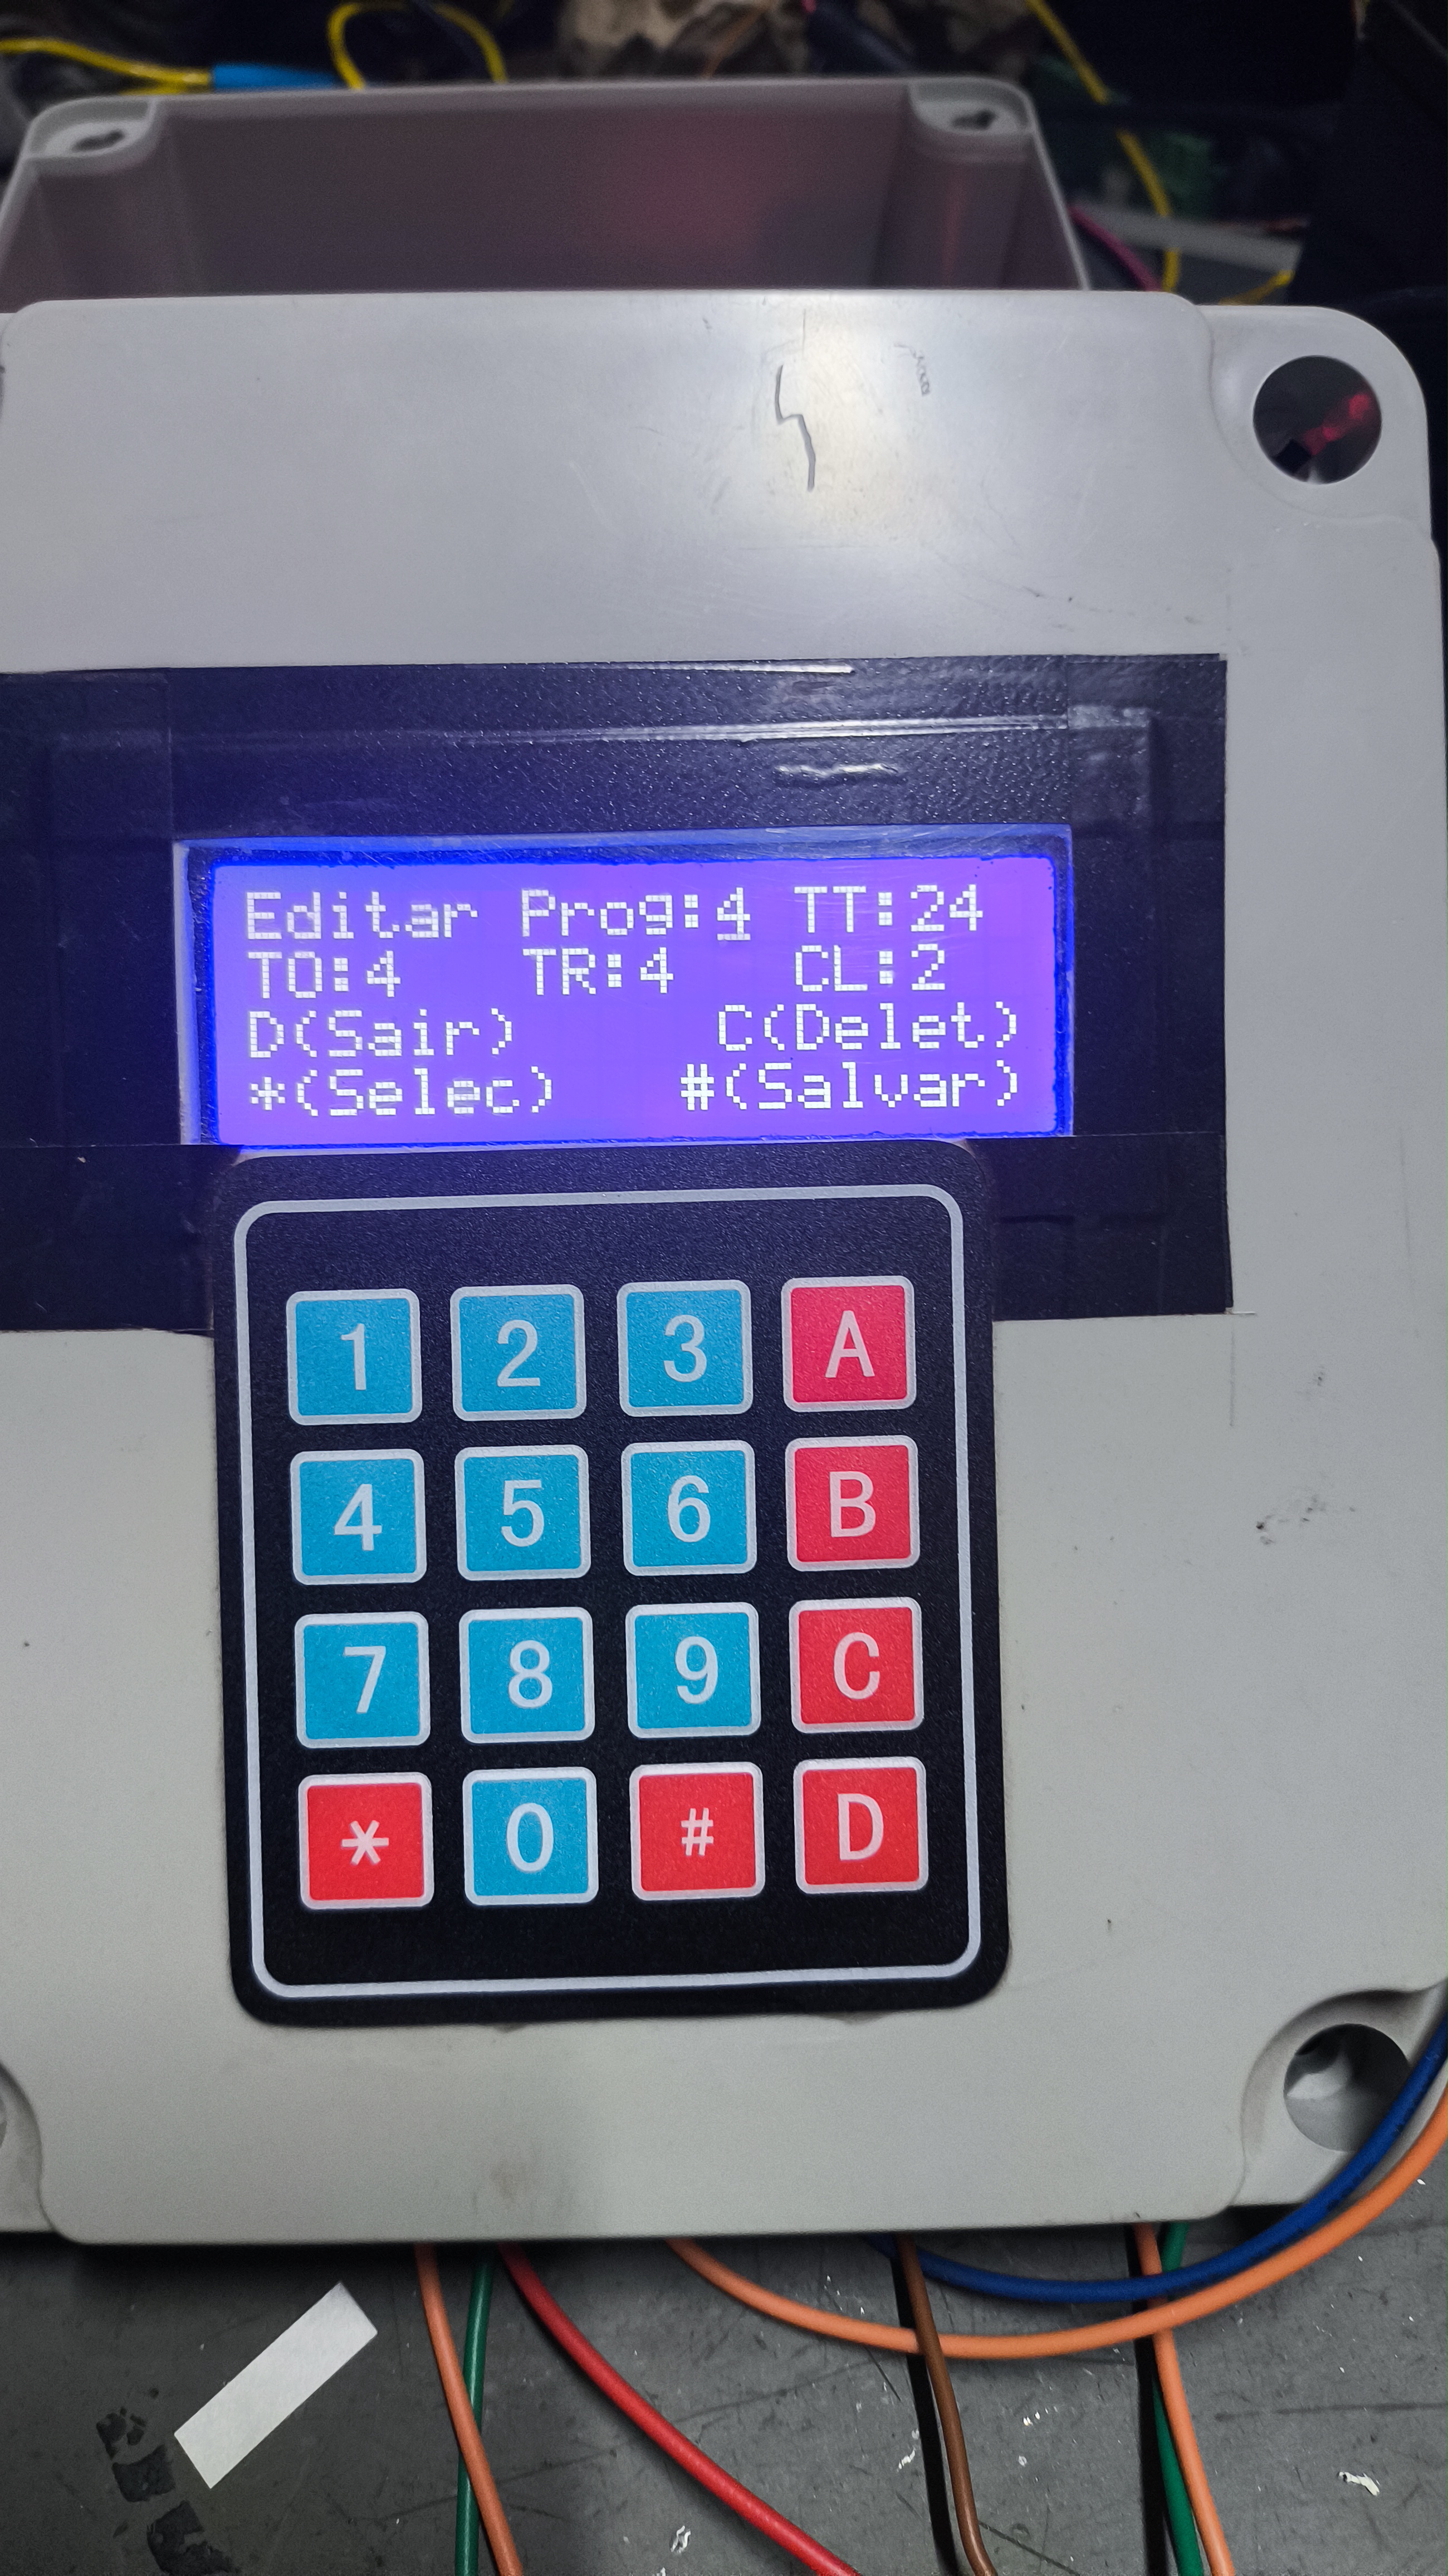 Editar Prog:4 TT:24
TO:4 TR:4 CL:2
D(Sair) C(Delet)
*(Selec) #(Salvar)
1 2 3 A
4 5 6 B
7 8 9 C
* 0 # D